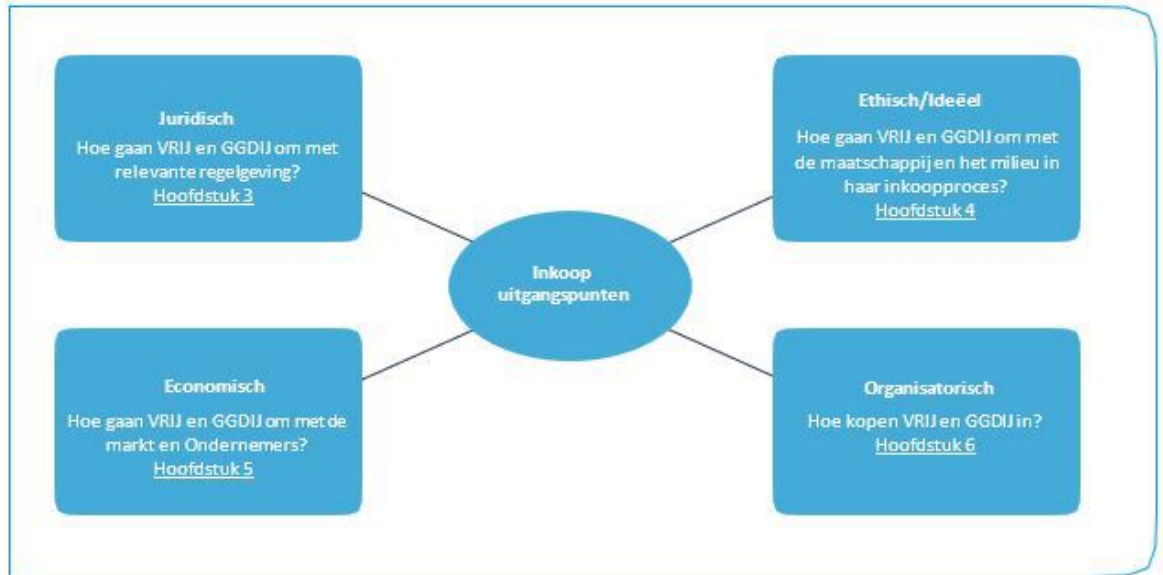 Juridisch
Hoe gaan VRIJ en GGDIJ om met
relevante regelgeving?
Hoofdstuk 3
Ethisch/Ideëel
Hoe gaan VRIJ en GGDIJ om met
de maatschappij en het milieu in
haar inkoopproces?
Hoofdstuk 4
Inkoop
uitgangspunten
Economisch
Hoe gaan VRIJ en GGDIJ om met de
markt en Ondernemers?
Hoofdstuk 5
Organisatorisch
Hoe kopen VRIJ en GGDIJ in?
Hoofdstuk 6